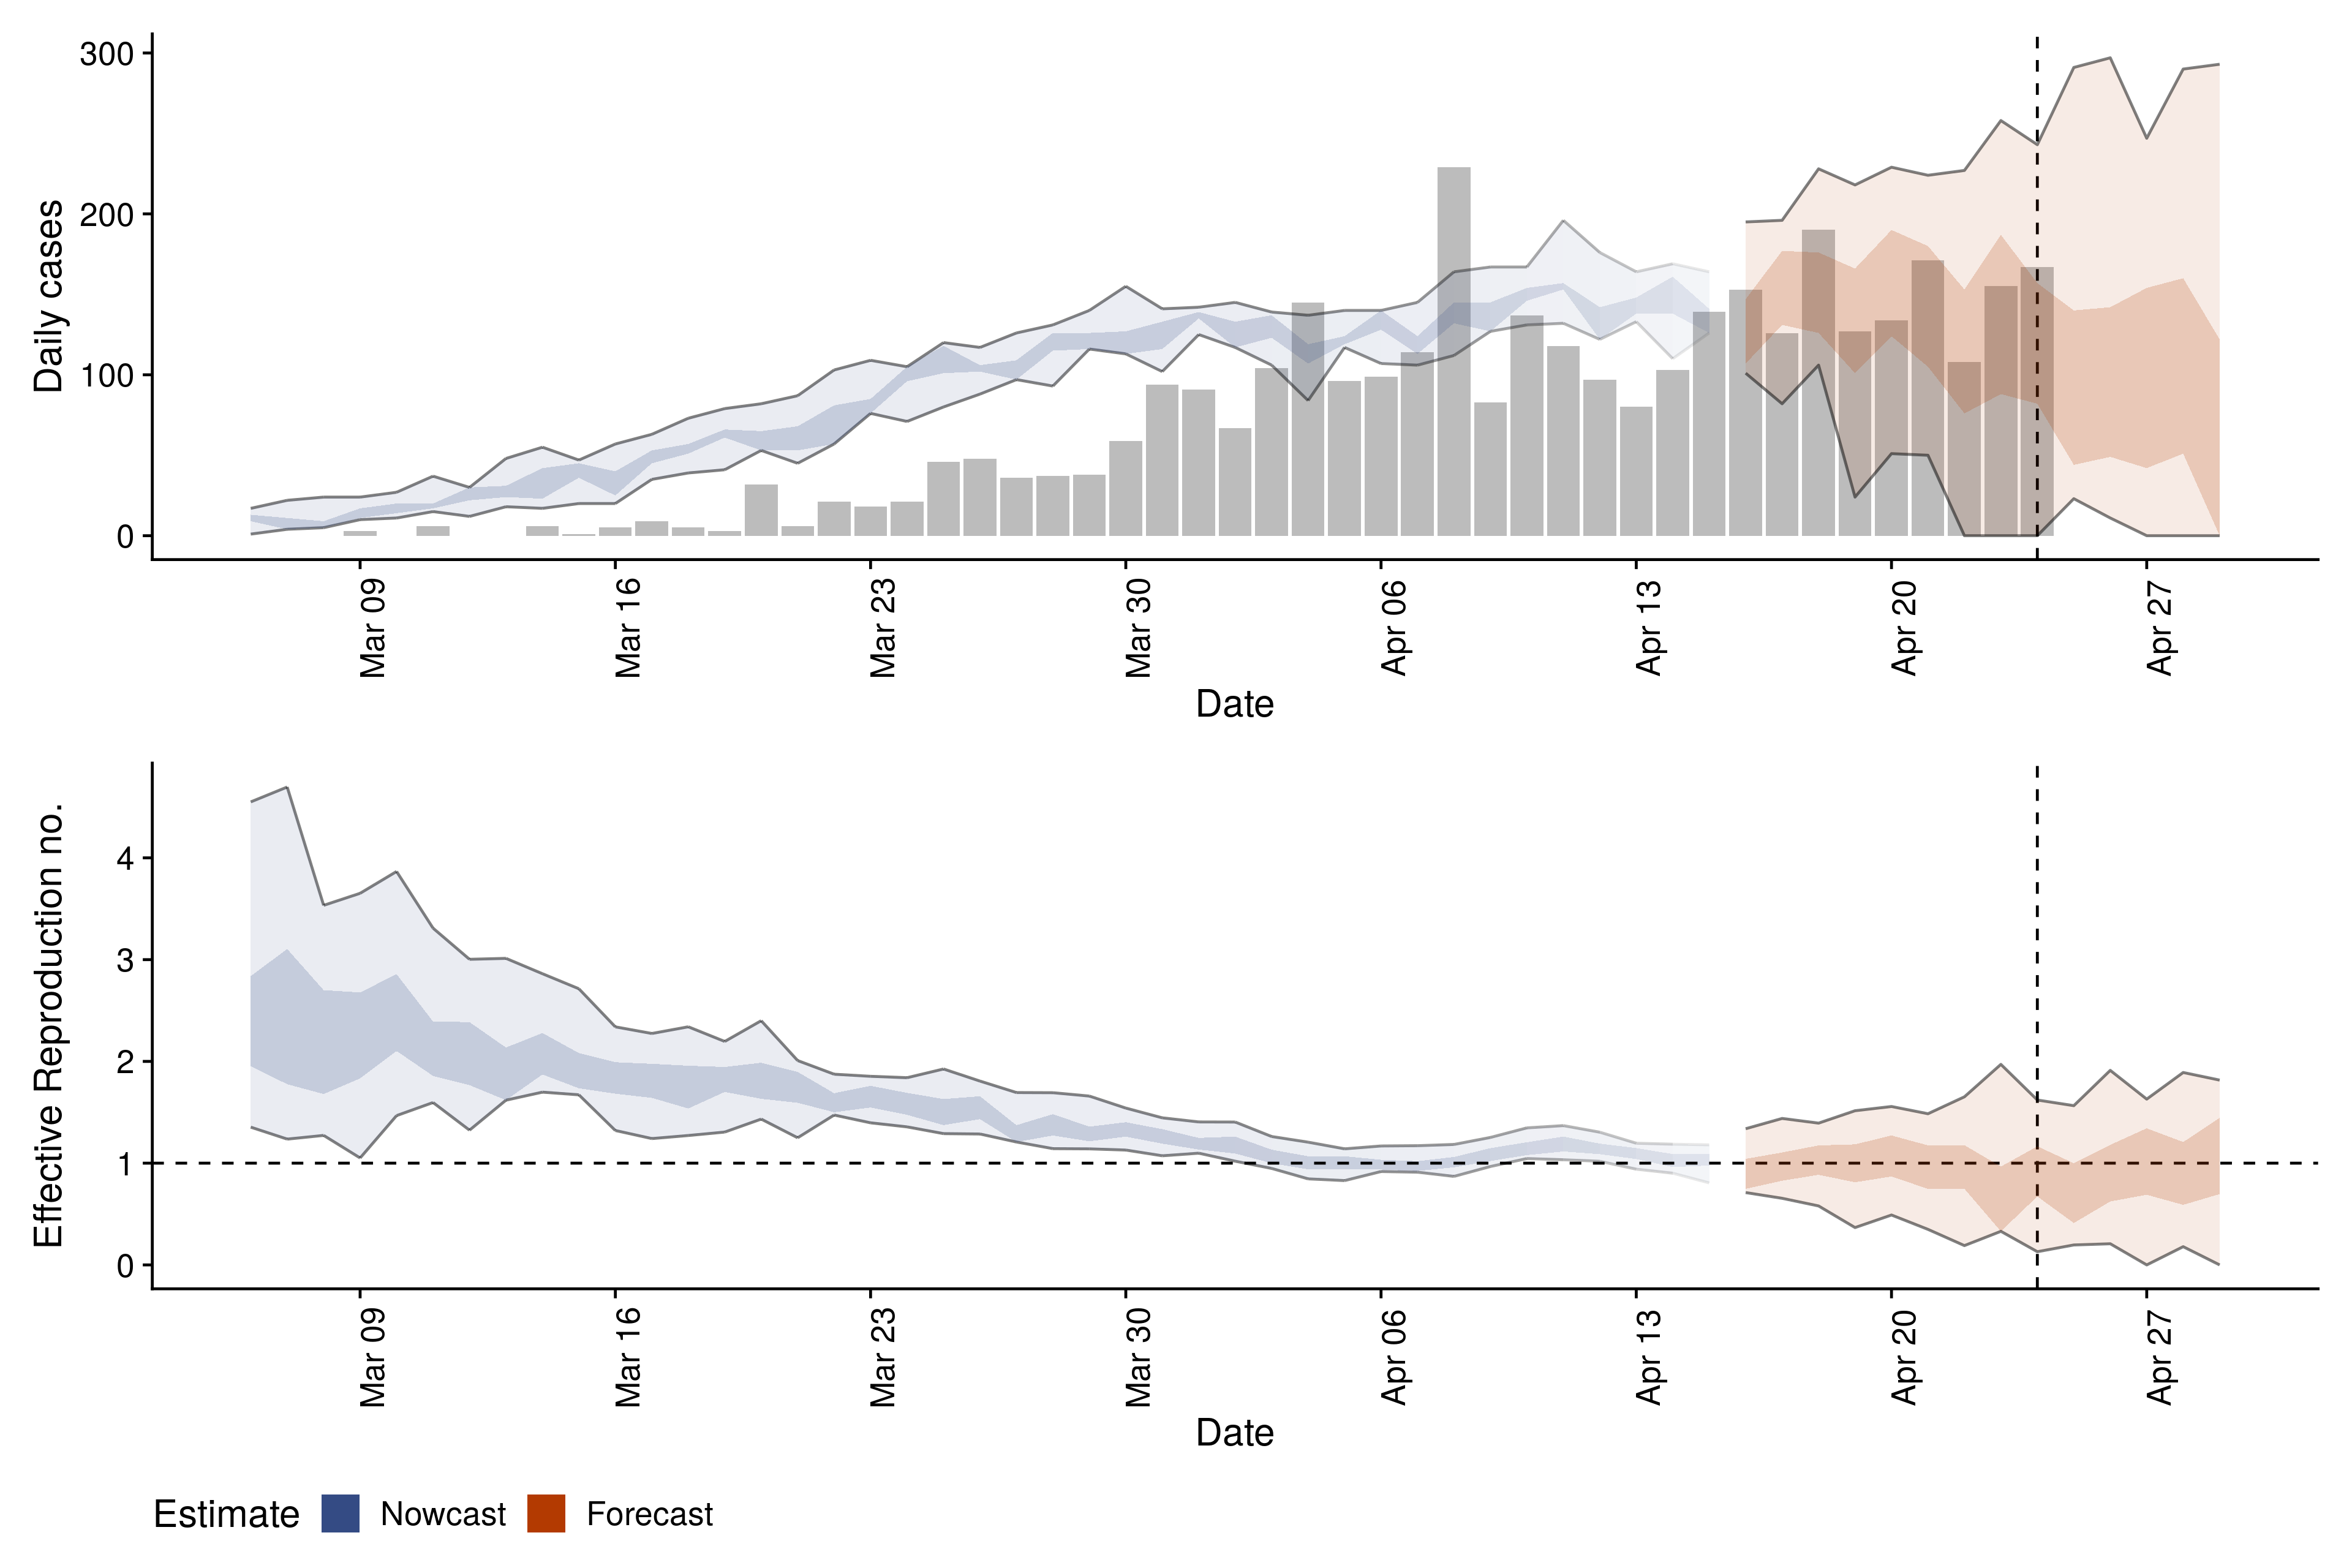 Daily cases
300
200
100
0
Mar 09
Mar 16
Mar 23
Mar 30
Apr 06
Apr 13
Apr 20
Apr 27
Date
Effective Reproduction no.
4
3
2
1
0
Mar 09
Mar 16
Mar 23
Mar 30
Apr 06
Apr 13
Apr 20
Apr 27
Date
Estimate Nowcast Forecast